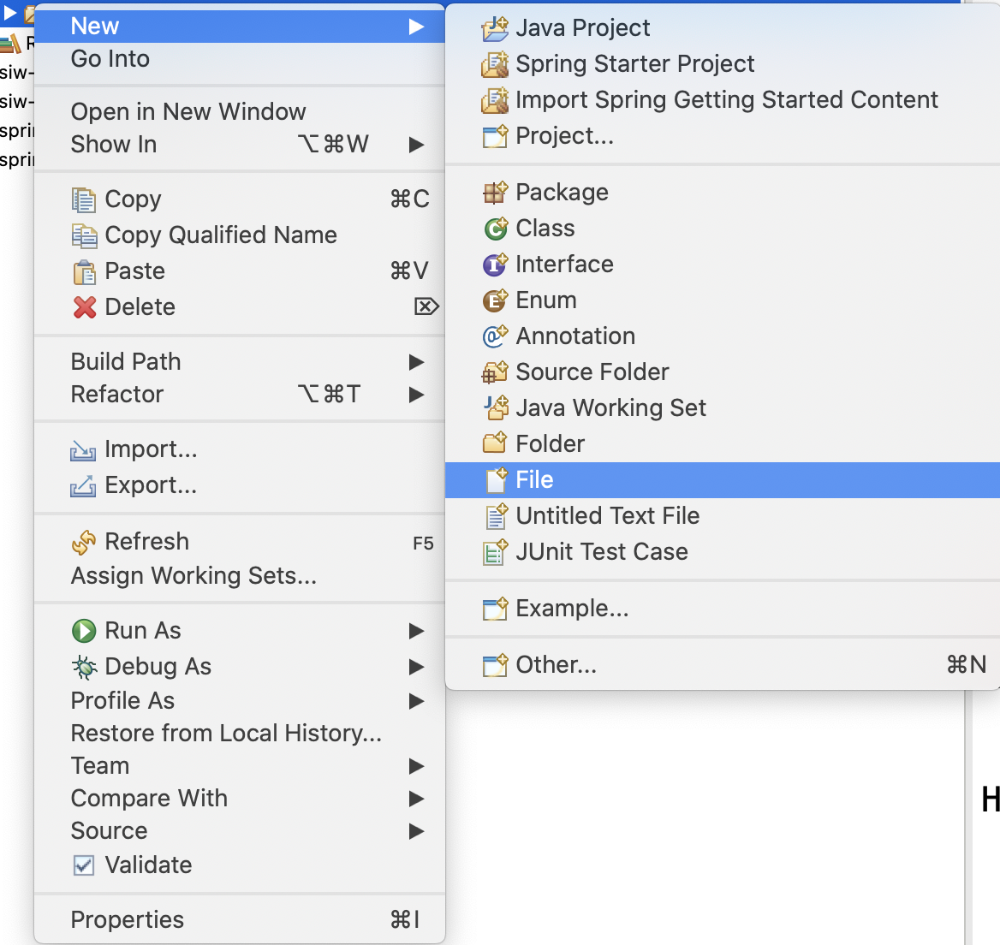 New
Go Into
Open in New Window
Show In ⌥⌘W
Copy ⌘C
Copy Qualified Name
Paste ⌘V
Delete ⌦
Build Path
Refactor ⌥⌘T
Import...
Export...
Refresh F5
Assign Working Sets...
Run As
Debug As
Profile As
Restore from Local History...
Team
Compare With
Source
Validate
Properties ⌘I
Java Project
Spring Starter Project
Import Spring Getting Started Content
Project...
Package
Class
Interface
Enum
Annotation
Source Folder
Java Working Set
Folder
File
Untitled Text File
JUnit Test Case
Example...
Other... ⌘N
R
siw-
siw-
H